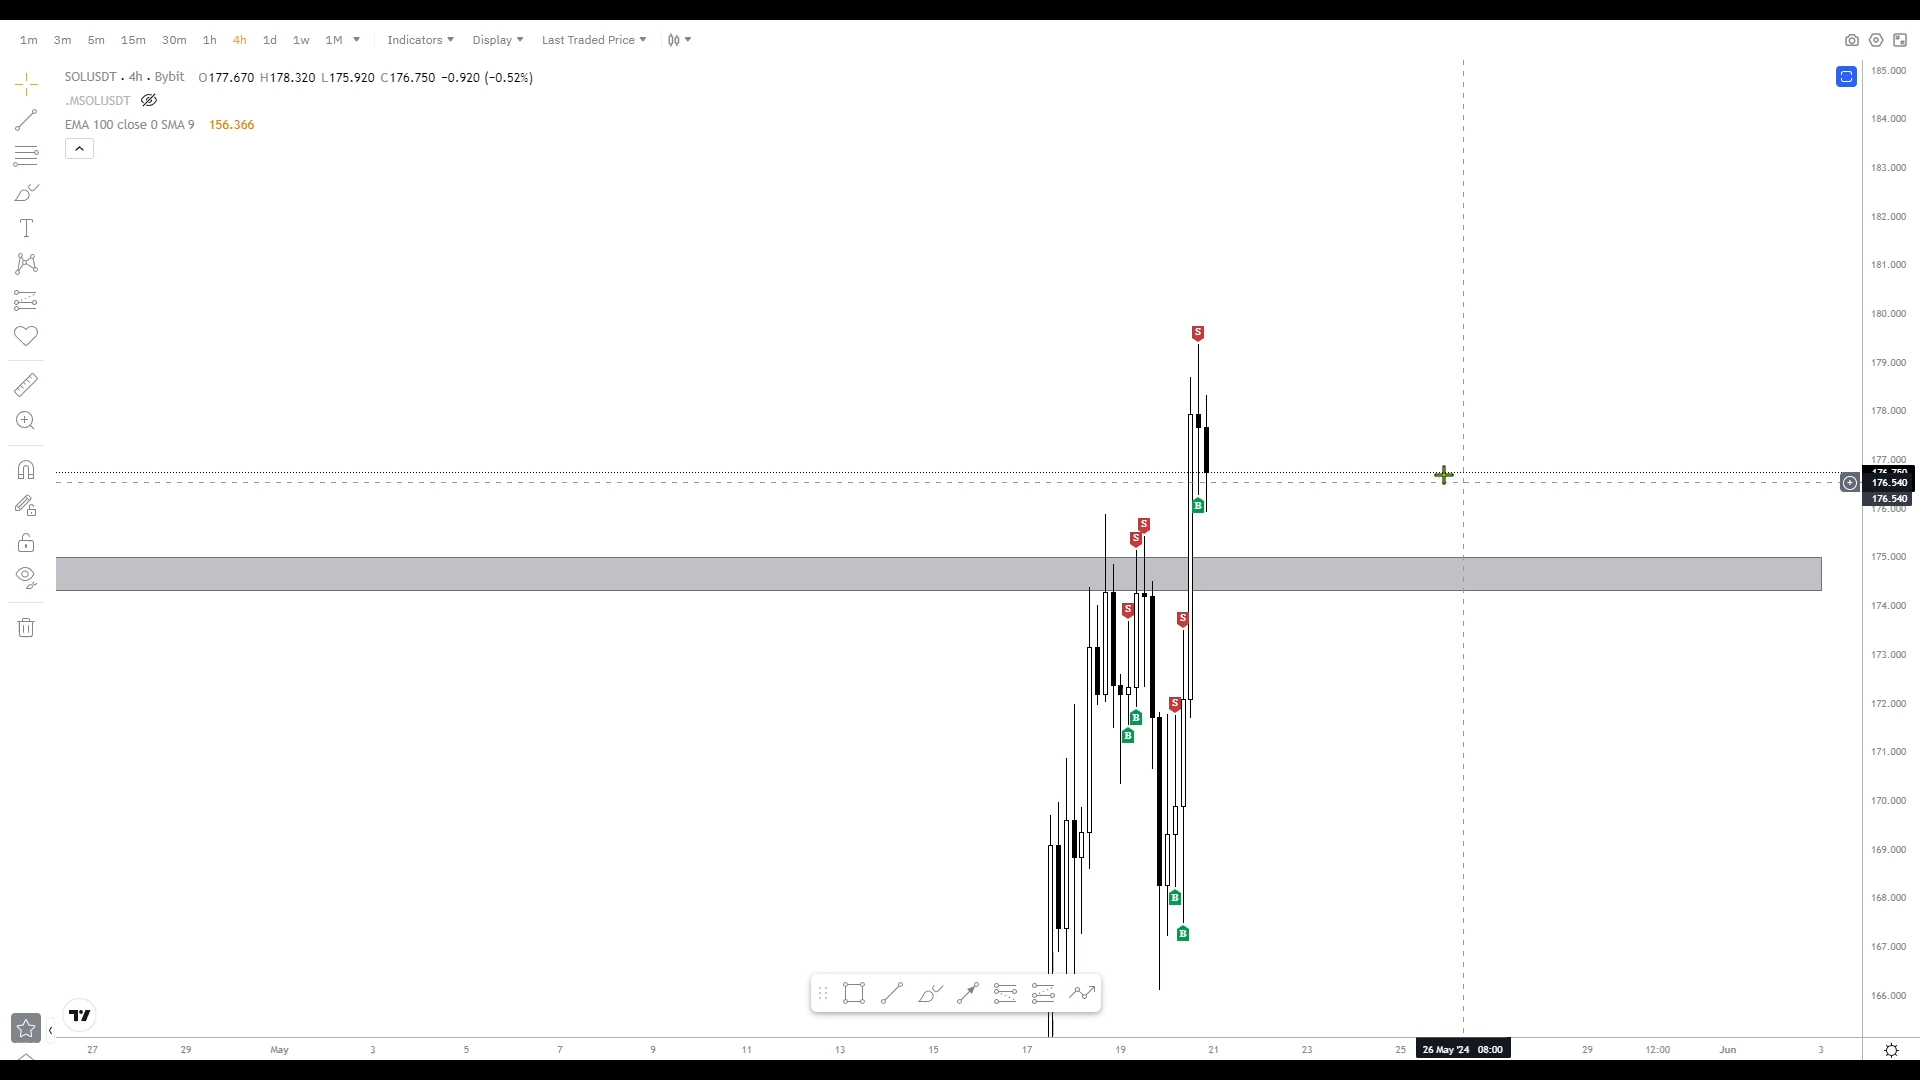 1m 3m 5m 15m 30m 1h 4h 1d 1w 1M Indicators Display Last Traded Price
SOLUSDT . 4h . Bybit O177.670 H178.320 L175.920 C176.750 −0.920 (−0.52%)
.MSOLUSDT
EMA 100 close 0 SMA 9 156.366
T
185.000
184.000
183.000
182.000
181.000
180.000
179.000
178.000
177.000
176.750
176.540
176.540
176.000
175.000
174.000
173.000
172.000
171.000
170.000
169.000
168.000
167.000
166.000
S
B
S
S
S
S
S
B
B
B
B
27 29 May 3 5 7 9 11 13 15 17 19 21 23 25 26 May '24 08:00 29 12:00 Jun 3